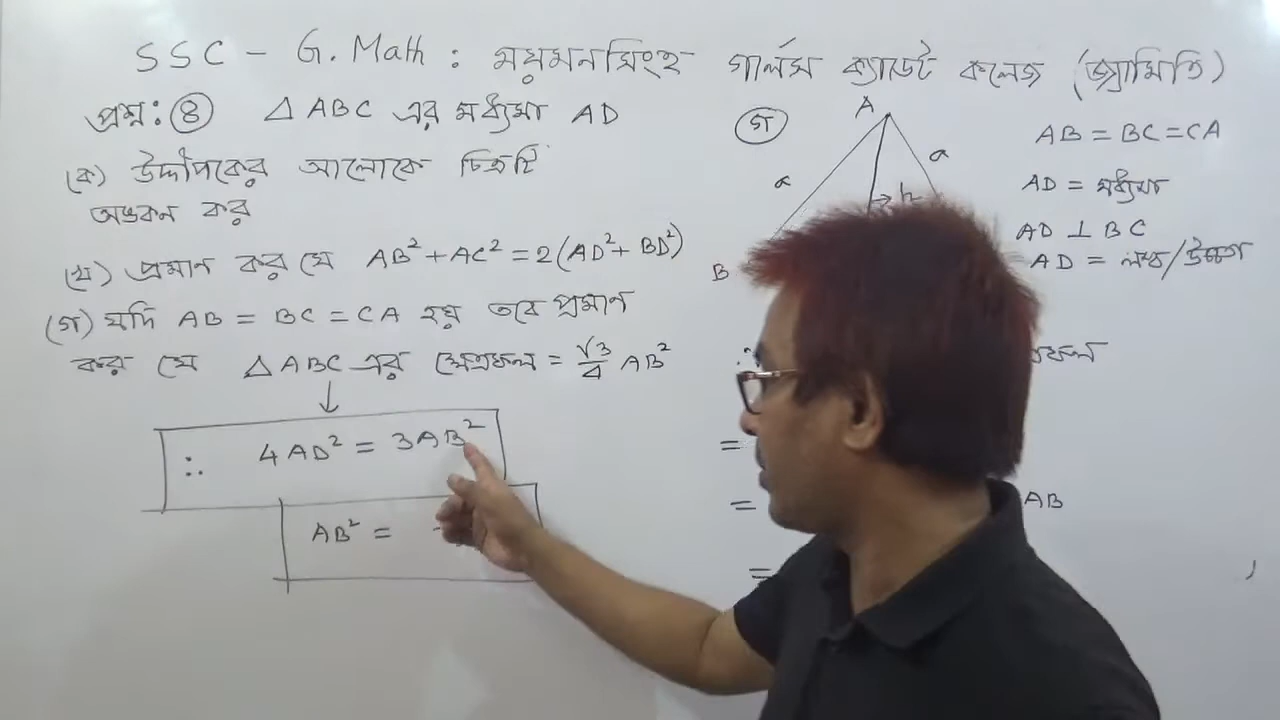 SSC - G. Math : ময়মনসিংহ গার্লস ক্যাডেট কলেজ (জ্যামিতি)
প্রশ্ন: ৪ △ ABC এর মধ্যমা AD
(ক) উদ্দীপকের আলোকে চিত্রটি
অঙ্কন কর
(খ) প্রমান কর যে AB² + AC² = 2(AD² + BD²)
(গ) যদি AB = BC = CA হয় তবে প্রমান
কর যে △ ABC এর ক্ষেত্রফল = √3/4 AB²
∴ 4AD² = 3AB²
AB² =
গ
A
a a
h
B
AB = BC = CA
AD = মধ্যমা
AD ⊥ BC
AD = লম্ব/উচ্চতা
=
= AB
=